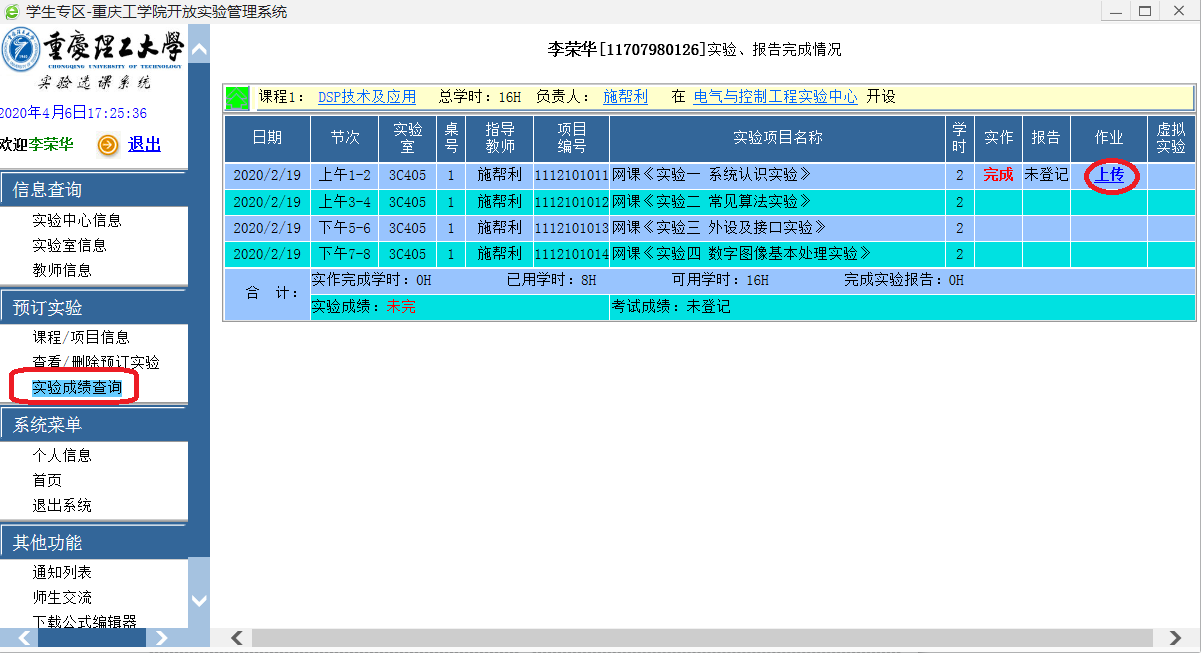 学生专区-重庆工学院开放实验管理系统
重慶理工大學
CHONGQING UNIVERSITY OF TECHNOLOGY
实验选课系统
2020年4月6日17:25:36
欢迎李荣华 退出
信息查询
实验中心信息
实验室信息
教师信息
预订实验
课程/项目信息
查看/删除预订实验
实验成绩查询
系统菜单
个人信息
首页
退出系统
其他功能
通知列表
师生交流
下载公式编辑器
李荣华[11707980126]实验、报告完成情况
课程1: DSP技术及应用 总学时: 16H 负责人: 施帮利 在 电气与控制工程实验中心 开设
日期 节次 实验室 桌号 指导教师 项目编号 实验项目名称 学时 实作 报告 作业 虚拟实验
2020/2/19 上午1-2 3C405 1 施帮利 1112101011 网课《实验一 系统认识实验》 2 完成 未登记 上传
2020/2/19 上午3-4 3C405 1 施帮利 1112101012 网课《实验二 常见算法实验》 2
2020/2/19 下午5-6 3C405 1 施帮利 1112101013 网课《实验三 外设及接口实验》 2
2020/2/19 下午7-8 3C405 1 施帮利 1112101014 网课《实验四 数字图像基本处理实验》 2
合 计: 实作完成学时: 0H 已用学时: 8H 可用学时: 16H 完成实验报告: 0H
实验成绩: 未完 考试成绩: 未登记